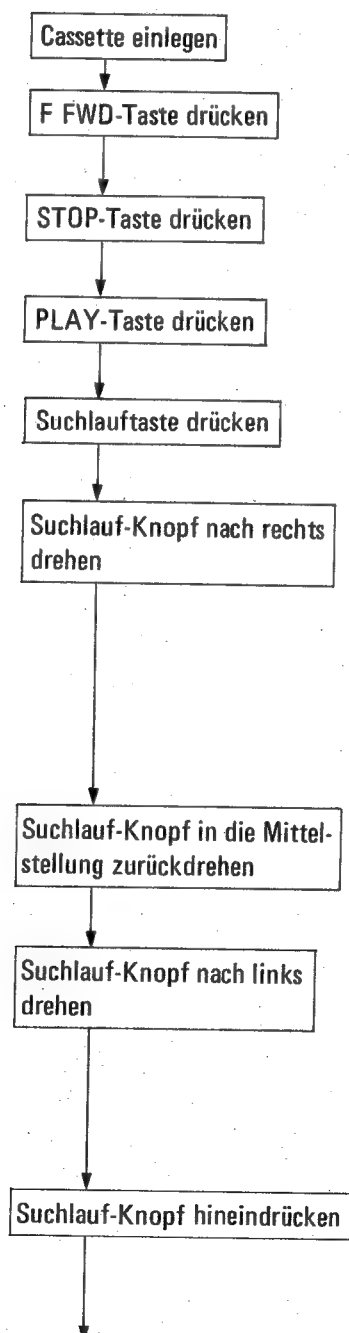 Cassette einlegen
F FWD-Taste drücken
STOP-Taste drücken
PLAY-Taste drücken
Suchlauftaste drücken
Suchlauf-Knopf nach rechts
drehen
Suchlauf-Knopf in die Mittel-
stellung zurückdrehen
Suchlauf-Knopf nach links
drehen
Suchlauf-Knopf hineindrücken